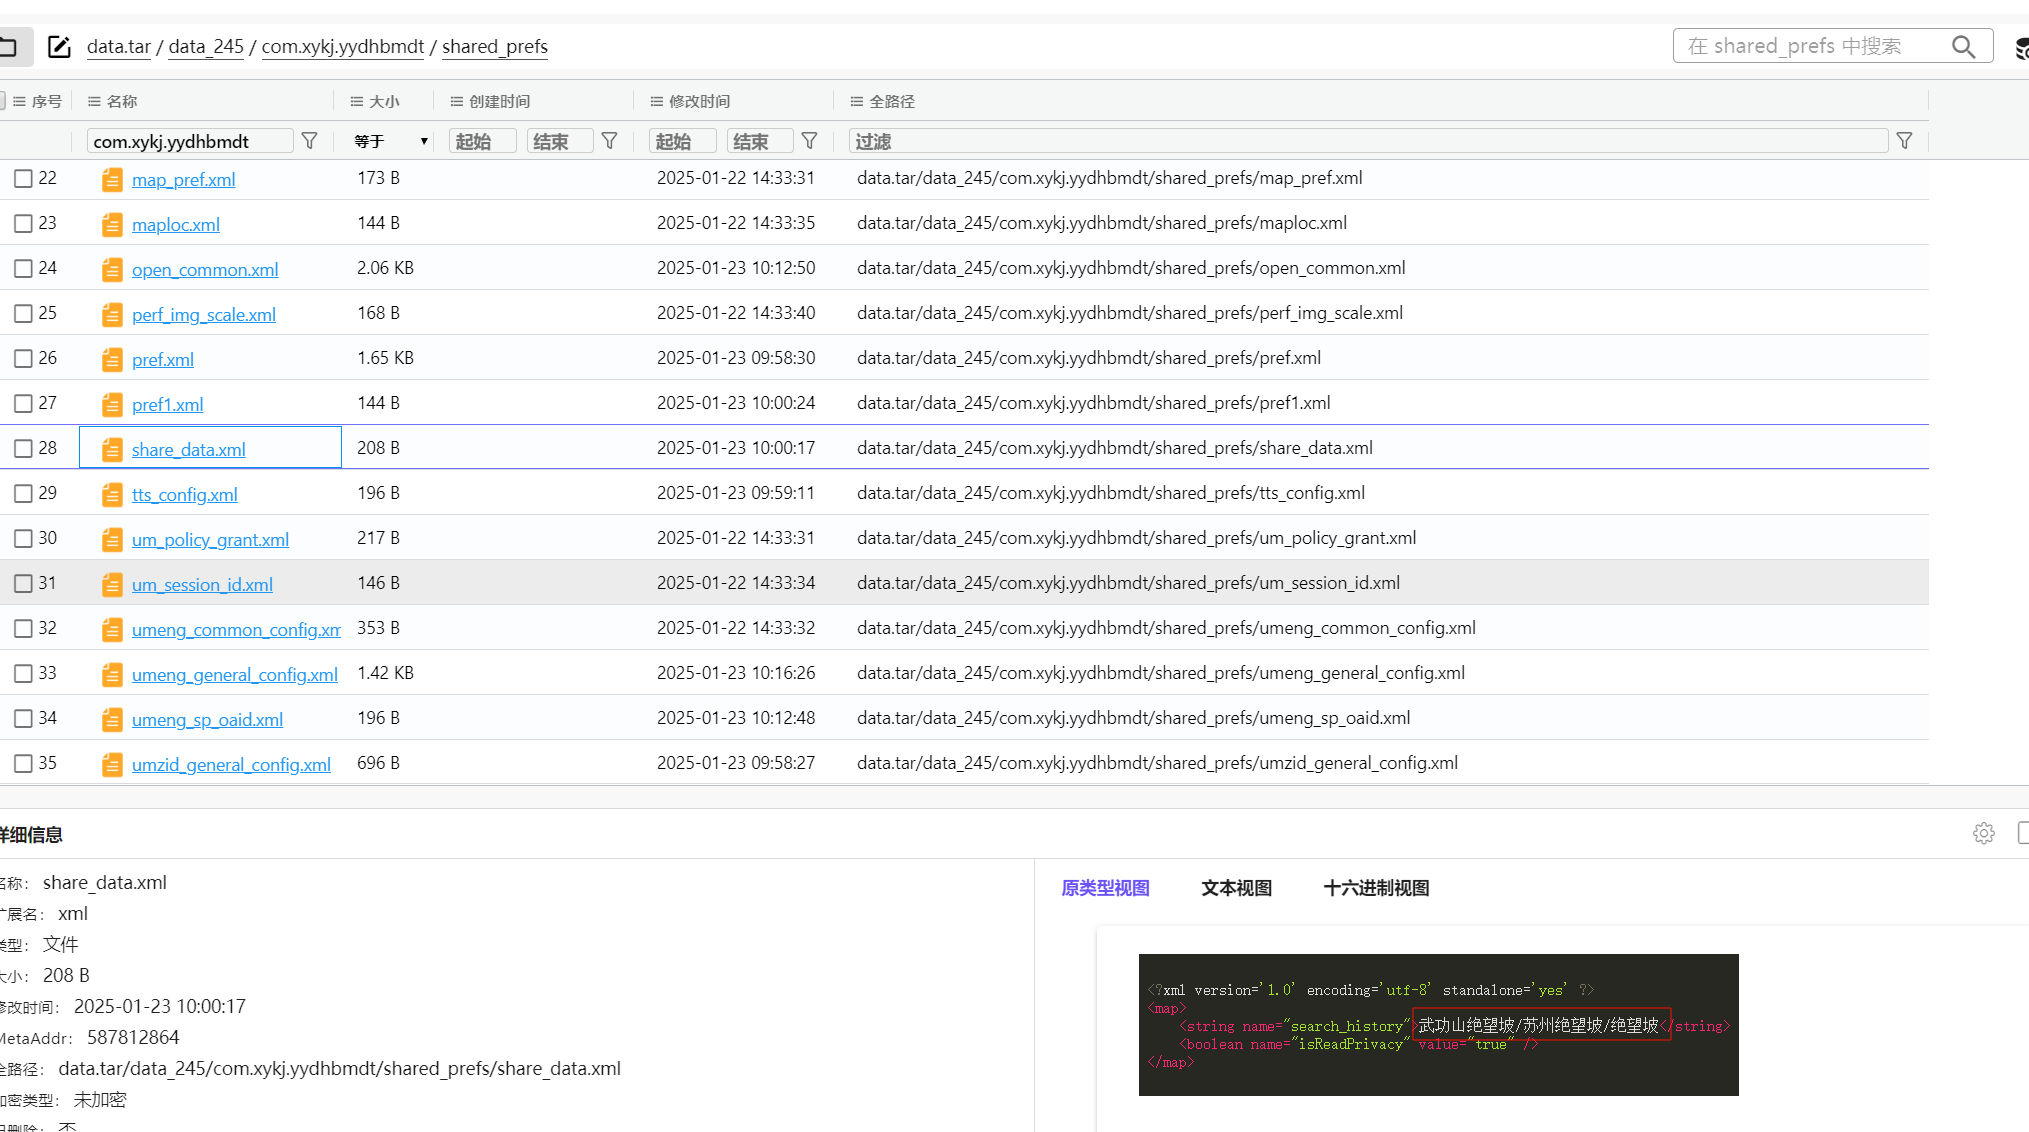 data.tar / data_245 / com.xykj.yydhbmdt / shared_prefs
在 shared_prefs 中搜索
序号 名称 大小 创建时间 修改时间 全路径
com.xykj.yydhbmdt 等于 起始 结束 起始 结束 过滤
22 map_pref.xml 173 B 2025-01-22 14:33:31 data.tar/data_245/com.xykj.yydhbmdt/shared_prefs/map_pref.xml
23 maploc.xml 144 B 2025-01-22 14:33:35 data.tar/data_245/com.xykj.yydhbmdt/shared_prefs/maploc.xml
24 open_common.xml 2.06 KB 2025-01-23 10:12:50 data.tar/data_245/com.xykj.yydhbmdt/shared_prefs/open_common.xml
25 perf_img_scale.xml 168 B 2025-01-22 14:33:40 data.tar/data_245/com.xykj.yydhbmdt/shared_prefs/perf_img_scale.xml
26 pref.xml 1.65 KB 2025-01-23 09:58:30 data.tar/data_245/com.xykj.yydhbmdt/shared_prefs/pref.xml
27 pref1.xml 144 B 2025-01-23 10:00:24 data.tar/data_245/com.xykj.yydhbmdt/shared_prefs/pref1.xml
28 share_data.xml 208 B 2025-01-23 10:00:17 data.tar/data_245/com.xykj.yydhbmdt/shared_prefs/share_data.xml
29 tts_config.xml 196 B 2025-01-23 09:59:11 data.tar/data_245/com.xykj.yydhbmdt/shared_prefs/tts_config.xml
30 um_policy_grant.xml 217 B 2025-01-22 14:33:31 data.tar/data_245/com.xykj.yydhbmdt/shared_prefs/um_policy_grant.xml
31 um_session_id.xml 146 B 2025-01-22 14:33:34 data.tar/data_245/com.xykj.yydhbmdt/shared_prefs/um_session_id.xml
32 umeng_common_config.xm 353 B 2025-01-22 14:33:32 data.tar/data_245/com.xykj.yydhbmdt/shared_prefs/umeng_common_config.xml
33 umeng_general_config.xml 1.42 KB 2025-01-23 10:16:26 data.tar/data_245/com.xykj.yydhbmdt/shared_prefs/umeng_general_config.xml
34 umeng_sp_oaid.xml 196 B 2025-01-23 10:12:48 data.tar/data_245/com.xykj.yydhbmdt/shared_prefs/umeng_sp_oaid.xml
35 umzid_general_config.xml 696 B 2025-01-23 09:58:27 data.tar/data_245/com.xykj.yydhbmdt/shared_prefs/umzid_general_config.xml
详细信息
名称: share_data.xml
扩展名: xml
类型: 文件
大小: 208 B
修改时间: 2025-01-23 10:00:17
MetaAddr: 587812864
全路径: data.tar/data_245/com.xykj.yydhbmdt/shared_prefs/share_data.xml
加密类型: 未加密
已删除: 否
原类型视图 文本视图 十六进制视图
<?xml version='1.0' encoding='utf-8' standalone='yes' ?>
<map>
<string name="search_history">武功山绝望坡/苏州绝望坡/绝望坡</string>
<boolean name="isReadPrivacy" value="true" />
</map>